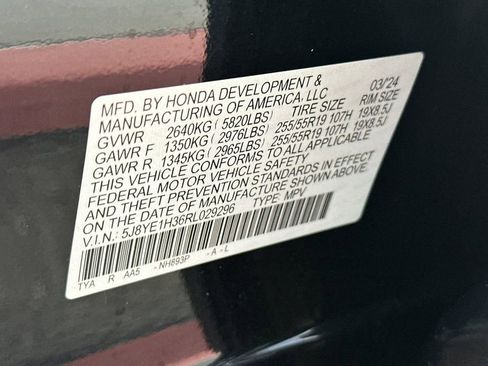 MFD. BY HONDA DEVELOPMENT & 03/24
MANUFACTURING OF AMERICA, LLC
GVWR 2640KG (5820LBS) TIRE SIZE RIM SIZE
GAWR F 1350KG (2976LBS) 255/55R19 107H 19X8.5J
GAWR R 1345KG (2965LBS) 255/55R19 107H 19X8.5J
THIS VEHICLE CONFORMS TO ALL APPLICABLE
FEDERAL MOTOR VEHICLE SAFETY
AND THEFT PREVENTION STANDARDS IN EFFECT
ON THE DATE OF MANUFACTURE SHOWN ABOVE.
V.I.N.: 5J8YE1H36RL029296 TYPE: MPV
TYA R AA5 - NH893P - A - L